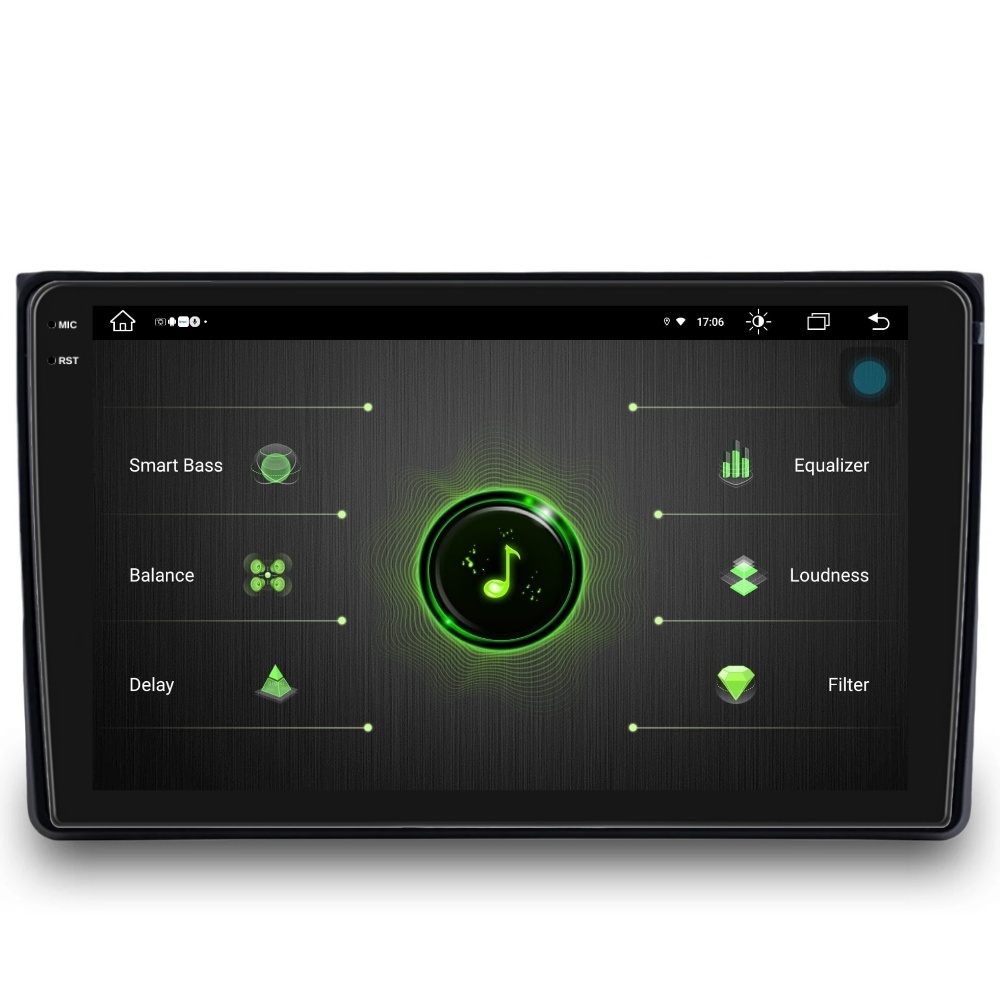 MIC
17:06
RST
Smart Bass
Equalizer
Balance
Loudness
Delay
Filter